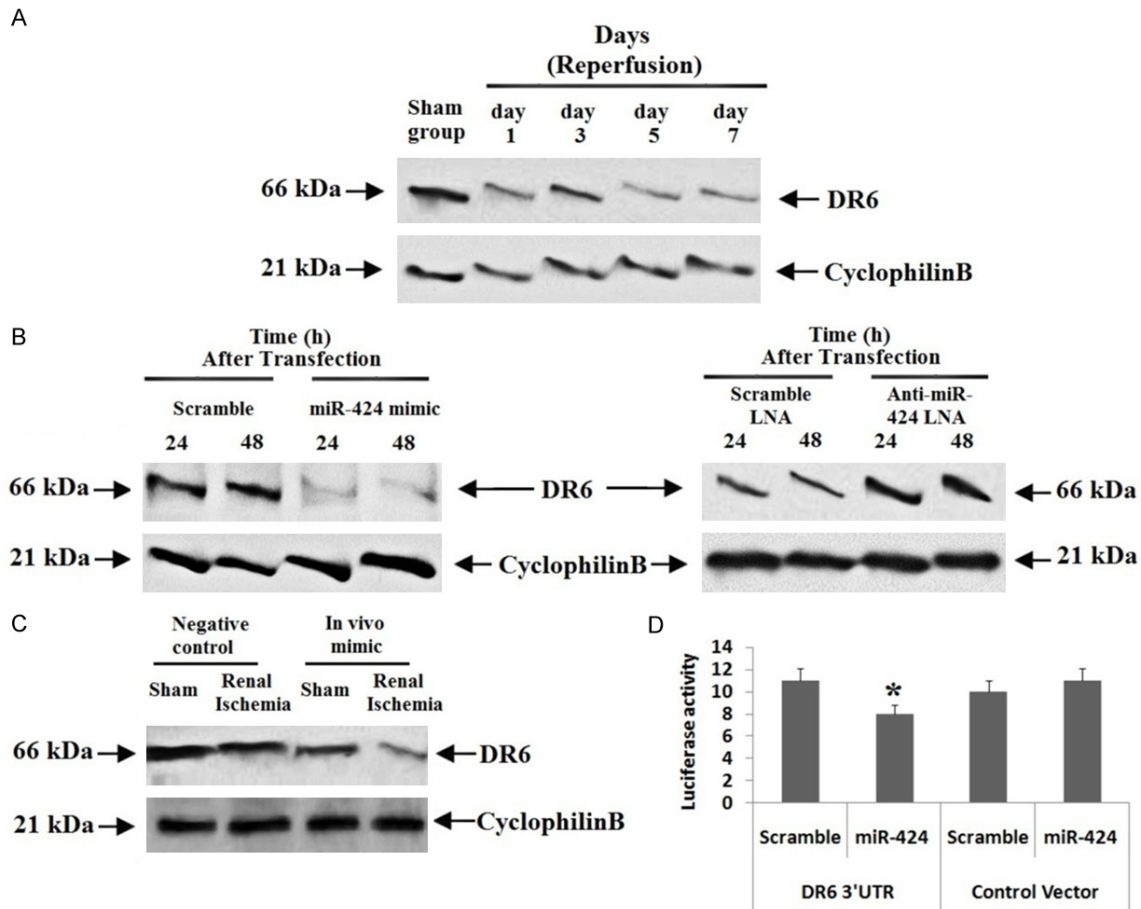 A
Days
(Reperfusion)
Sham group
day 1
day 3
day 5
day 7
66 kDa
DR6
21 kDa
CyclophilinB
B
Time (h)
After Transfection
Scramble
miR-424 mimic
24 48 24 48
66 kDa
21 kDa
DR6
CyclophilinB
Time (h)
After Transfection
Scramble LNA
Anti-miR-424 LNA
24 48 24 48
66 kDa
21 kDa
C
Negative control
In vivo mimic
Sham
Renal Ischemia
Sham
Renal Ischemia
66 kDa
DR6
21 kDa
CyclophilinB
D
Luciferase activity
14
12
10
8
6
4
2
0
*
Scramble
miR-424
Scramble
miR-424
DR6 3'UTR
Control Vector